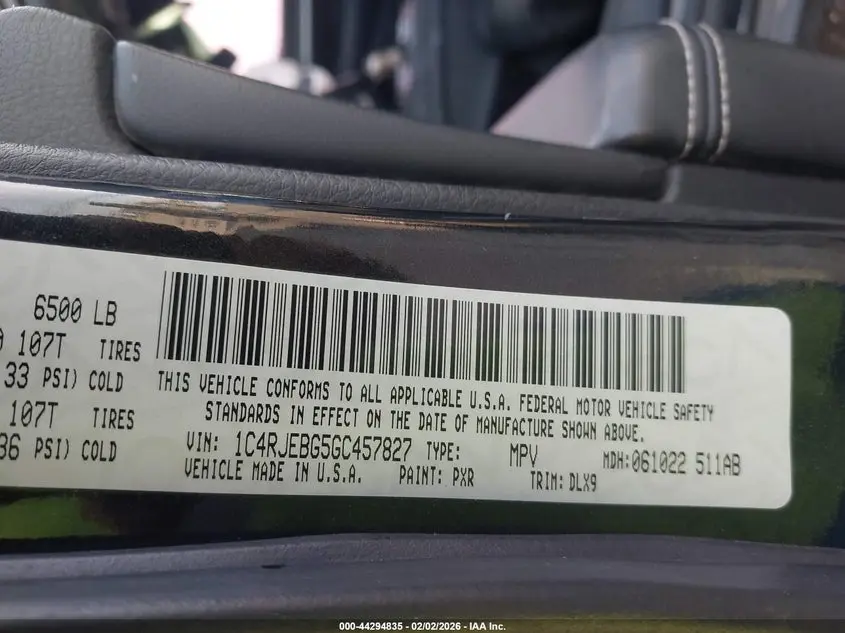 6500 LB
107T TIRES
33 PSI) COLD
107T TIRES
36 PSI) COLD
THIS VEHICLE CONFORMS TO ALL APPLICABLE U.S.A. FEDERAL MOTOR VEHICLE SAFETY
STANDARDS IN EFFECT ON THE DATE OF MANUFACTURE SHOWN ABOVE.
VIN: 1C4RJEBG5GC457827 TYPE: MPV MDH: 061022 511AB
VEHICLE MADE IN U.S.A. PAINT: PXR TRIM: DLX9
000-44294835 - 02/02/2026 - IAA Inc.